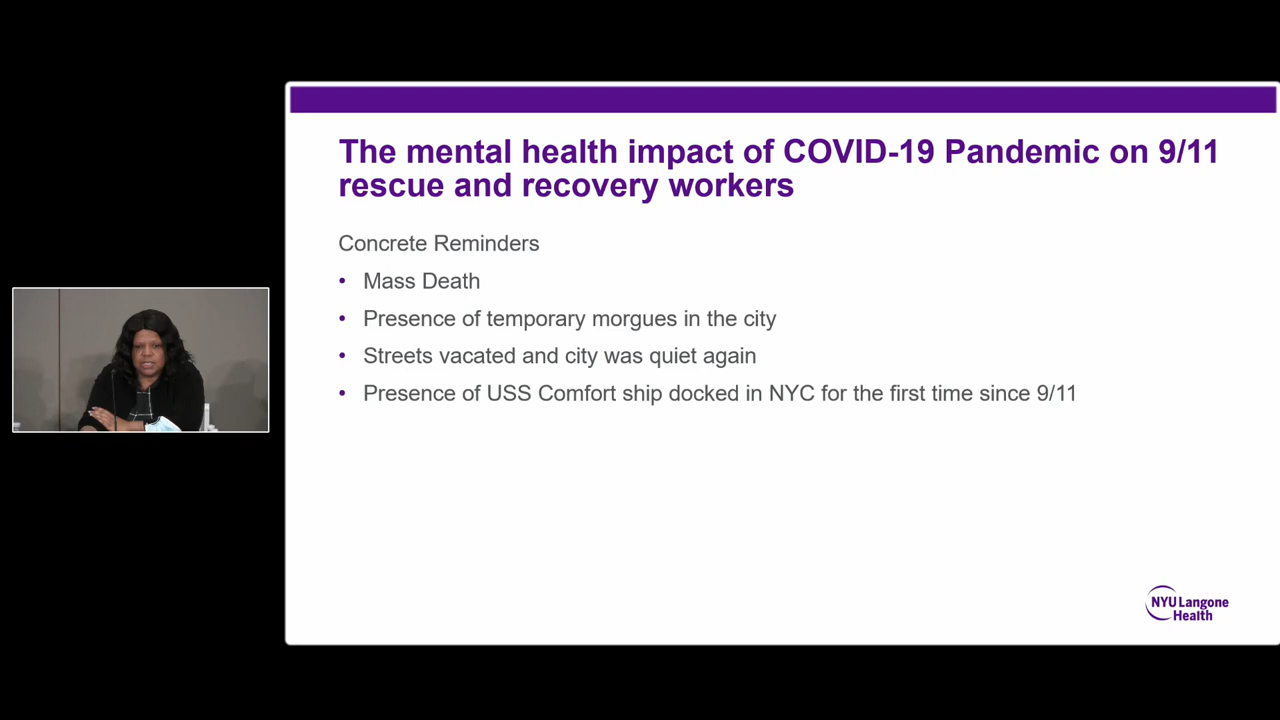 The mental health impact of COVID-19 Pandemic on 9/11
rescue and recovery workers
Concrete Reminders
• Mass Death
• Presence of temporary morgues in the city
• Streets vacated and city was quiet again
• Presence of USS Comfort ship docked in NYC for the first time since 9/11
NYU Langone
Health